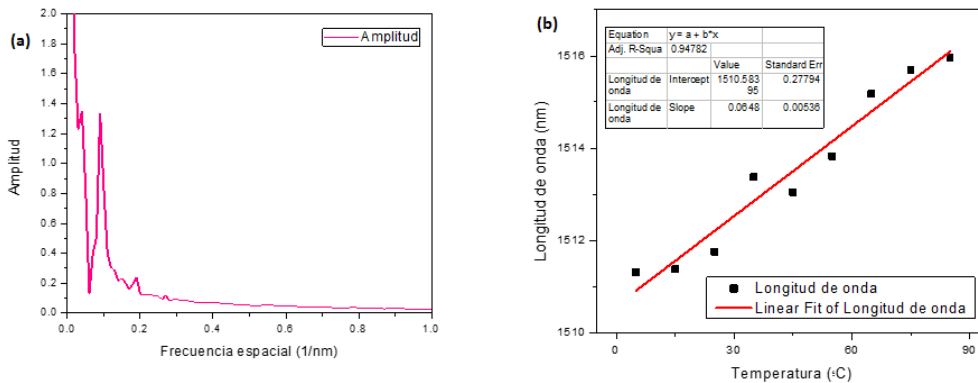 (a)
2.0
1.8
1.6
1.4
1.2
1.0
0.8
0.6
0.4
0.2
0.0
Amplitud
Amplitud
0.0 0.2 0.4 0.6 0.8 1.0
Frecuencia espacial (1/nm)
(b)
1516
1514
1512
1510
Longitud de onda (nm)
Equation y = a + b*x
Adj. R-Squa 0.94782
Value Standard Err
Longitud de onda Intercept 1510.583 0.27794
95
Longitud de onda Slope 0.0648 0.00536
Longitud de onda
Linear Fit of Longitud de onda
0 30 60 90
Temperatura (ºC)